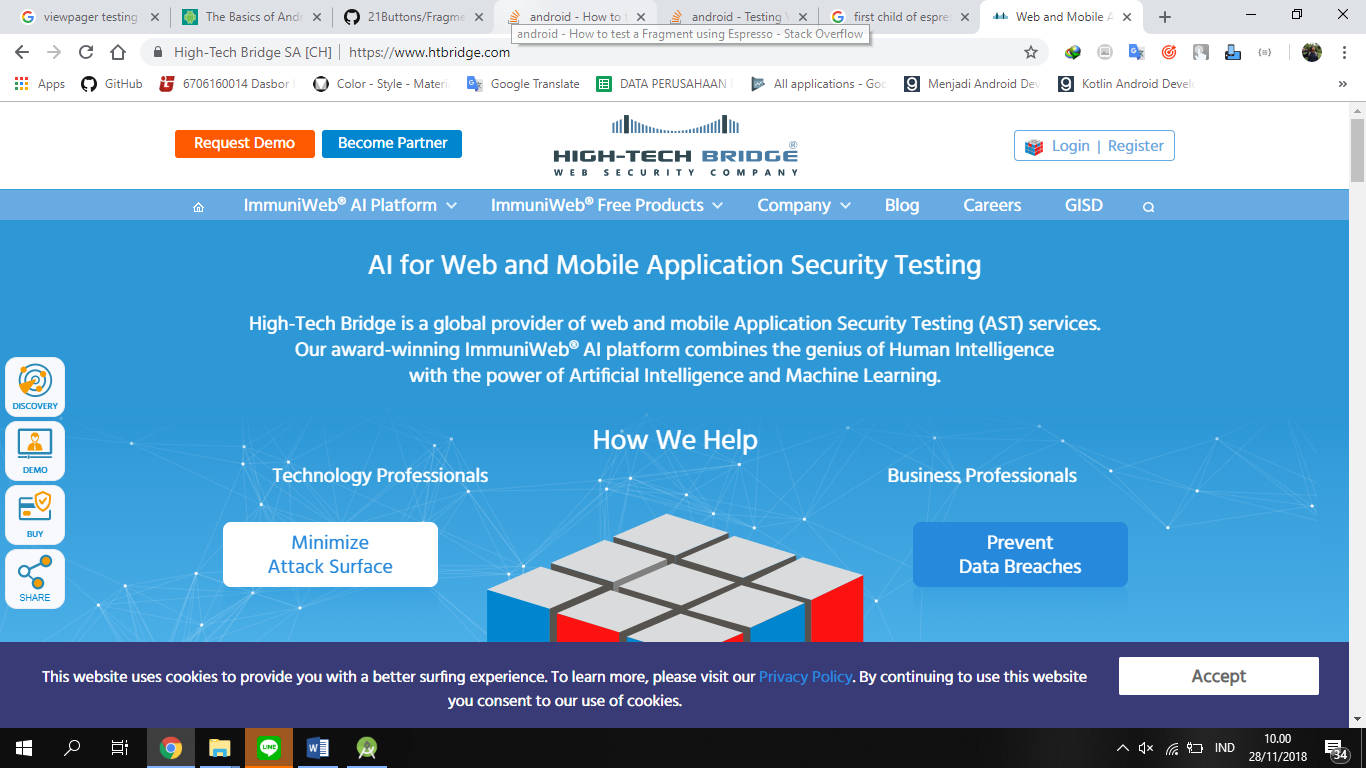 viewpager testing
The Basics of Andr
21Buttons/Fragme
android - How to t
android - Testing V
first child of espre
Web and Mobile A
android - How to test a Fragment using Espresso - Stack Overflow
High-Tech Bridge SA [CH] | https://www.htbridge.com
Apps
GitHub
6706160014 Dasbor
Color - Style - Materi
Google Translate
DATA PERUSAHAAN
All applications - Goo
Menjadi Android Dev
Kotlin Android Devel
»
Request Demo
Become Partner
HIGH-TECH BRIDGE®
WEB SECURITY COMPANY
Login | Register
ImmuniWeb® AI Platform
ImmuniWeb® Free Products
Company
Blog
Careers
GISD
AI for Web and Mobile Application Security Testing
High-Tech Bridge is a global provider of web and mobile Application Security Testing (AST) services.
Our award-winning ImmuniWeb® AI platform combines the genius of Human Intelligence
with the power of Artificial Intelligence and Machine Learning.
DISCOVERY
DEMO
BUY
SHARE
How We Help
Technology Professionals
Business Professionals
Minimize
Attack Surface
Prevent
Data Breaches
This website uses cookies to provide you with a better surfing experience. To learn more, please visit our Privacy Policy. By continuing to use this website
you consent to our use of cookies.
Accept
LINE
IND
10.00
28/11/2018
34